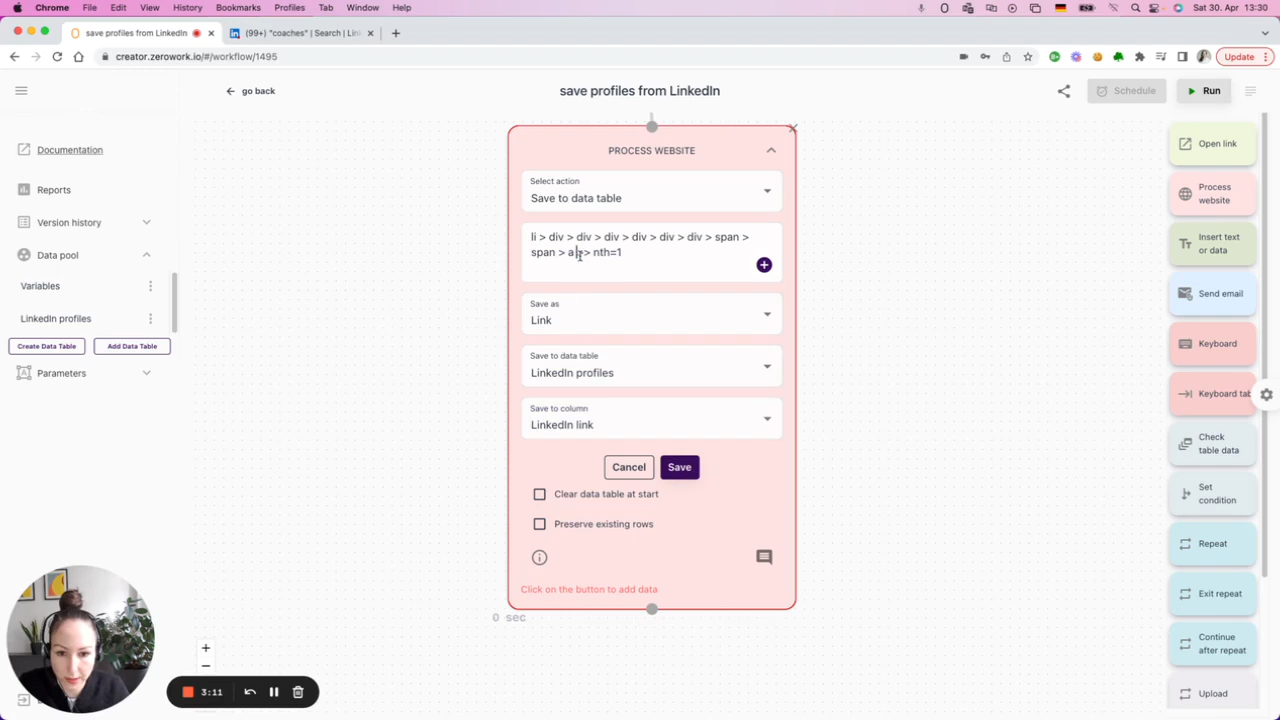 Chrome File Edit View History Bookmarks Profiles Tab Window Help
Sat 30. Apr 13:30
save profiles from LinkedIn
(99+) "coaches" | Search | Lin
creator.zerowork.io/#/workflow/1495
Update
go back
save profiles from LinkedIn
Schedule
Run
Documentation
Reports
Version history
Data pool
Variables
LinkedIn profiles
Create Data Table
Add Data Table
Parameters
PROCESS WEBSITE
Select action
Save to data table
li > div > div > div > div > div > div > span >
span > a >> nth=1
Save as
Link
Save to data table
LinkedIn profiles
Save to column
LinkedIn link
Cancel
Save
Clear data table at start
Preserve existing rows
Click on the button to add data
0 sec
Open link
Process
website
Insert text
or data
Send email
Keyboard
Keyboard tab
Check
table data
Set
condition
Repeat
Exit repeat
Continue
after repeat
Upload
3:11